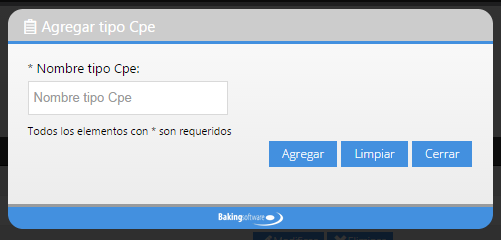 Agregar tipo Cpe
* Nombre tipo Cpe:
Nombre tipo Cpe
Todos los elementos con * son requeridos
Agregar Limpiar Cerrar
Bakingsoftware